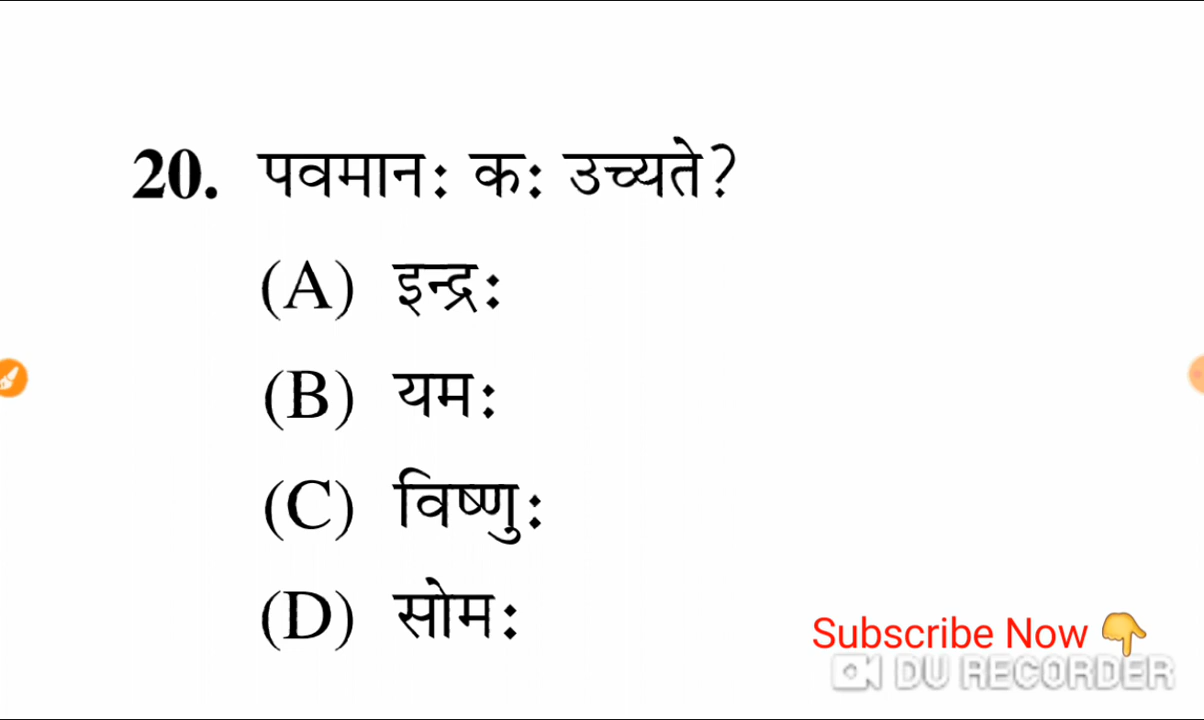 20. पवमानः कः उच्यते?
(A) इन्द्रः
(B) यमः
(C) विष्णुः
(D) सोमः
Subscribe Now 👇
DU RECORDER